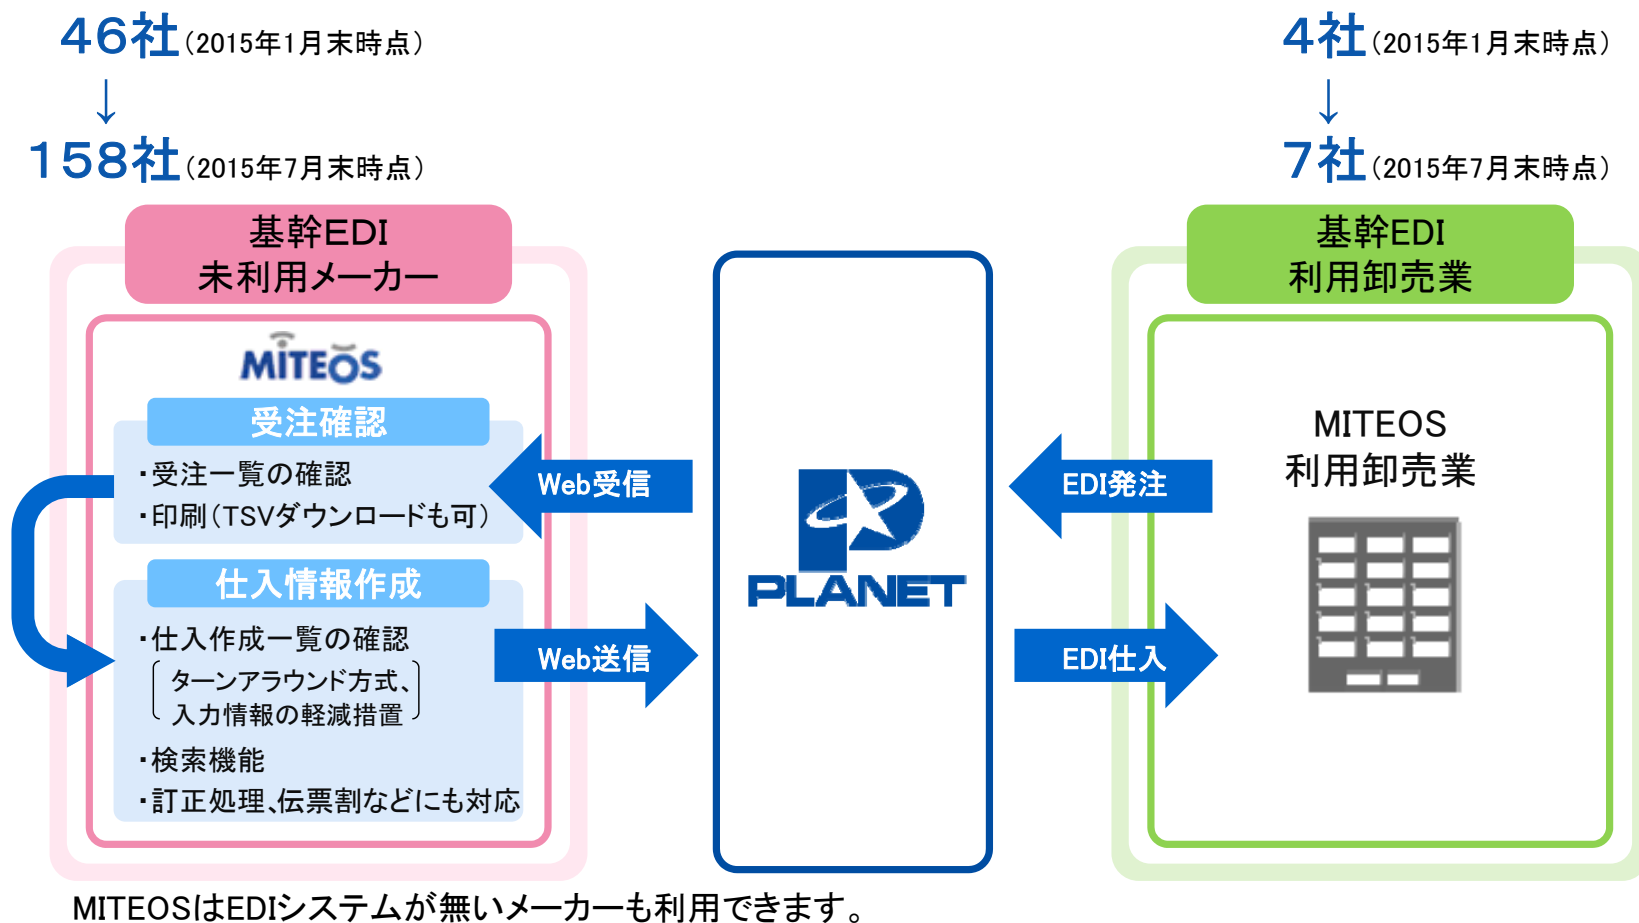 46社（2015年1月末時点）
↓
158社（2015年7月末時点）
4社（2015年1月末時点）
↓
7社（2015年7月末時点）
基幹EDI
未利用メーカー
MITEOS
受注確認
・受注一覧の確認
・印刷（TSVダウンロードも可）
仕入情報作成
・仕入作成一覧の確認
ターンアラウンド方式、
入力情報の軽減措置
・検索機能
・訂正処理、伝票割などにも対応
Web受信
Web送信
PLANET
EDI発注
EDI仕入
基幹EDI
利用卸売業
MITEOS
利用卸売業
MITEOSはEDIシステムが無いメーカーも利用できます。